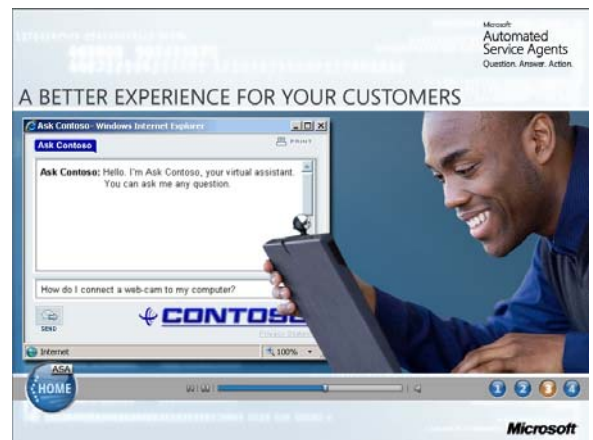 Microsoft
Automated
Service Agents
Question. Answer. Action.
A BETTER EXPERIENCE FOR YOUR CUSTOMERS
Ask Contoso - Windows Internet Explorer
Ask Contoso
PRINT
Ask Contoso: Hello. I'm Ask Contoso, your virtual assistant.
You can ask me any question.
How do I connect a web-cam to my computer?
SEND
CONTOSO
Internet
100%
ASA
HOME
1 2 3 4
Microsoft